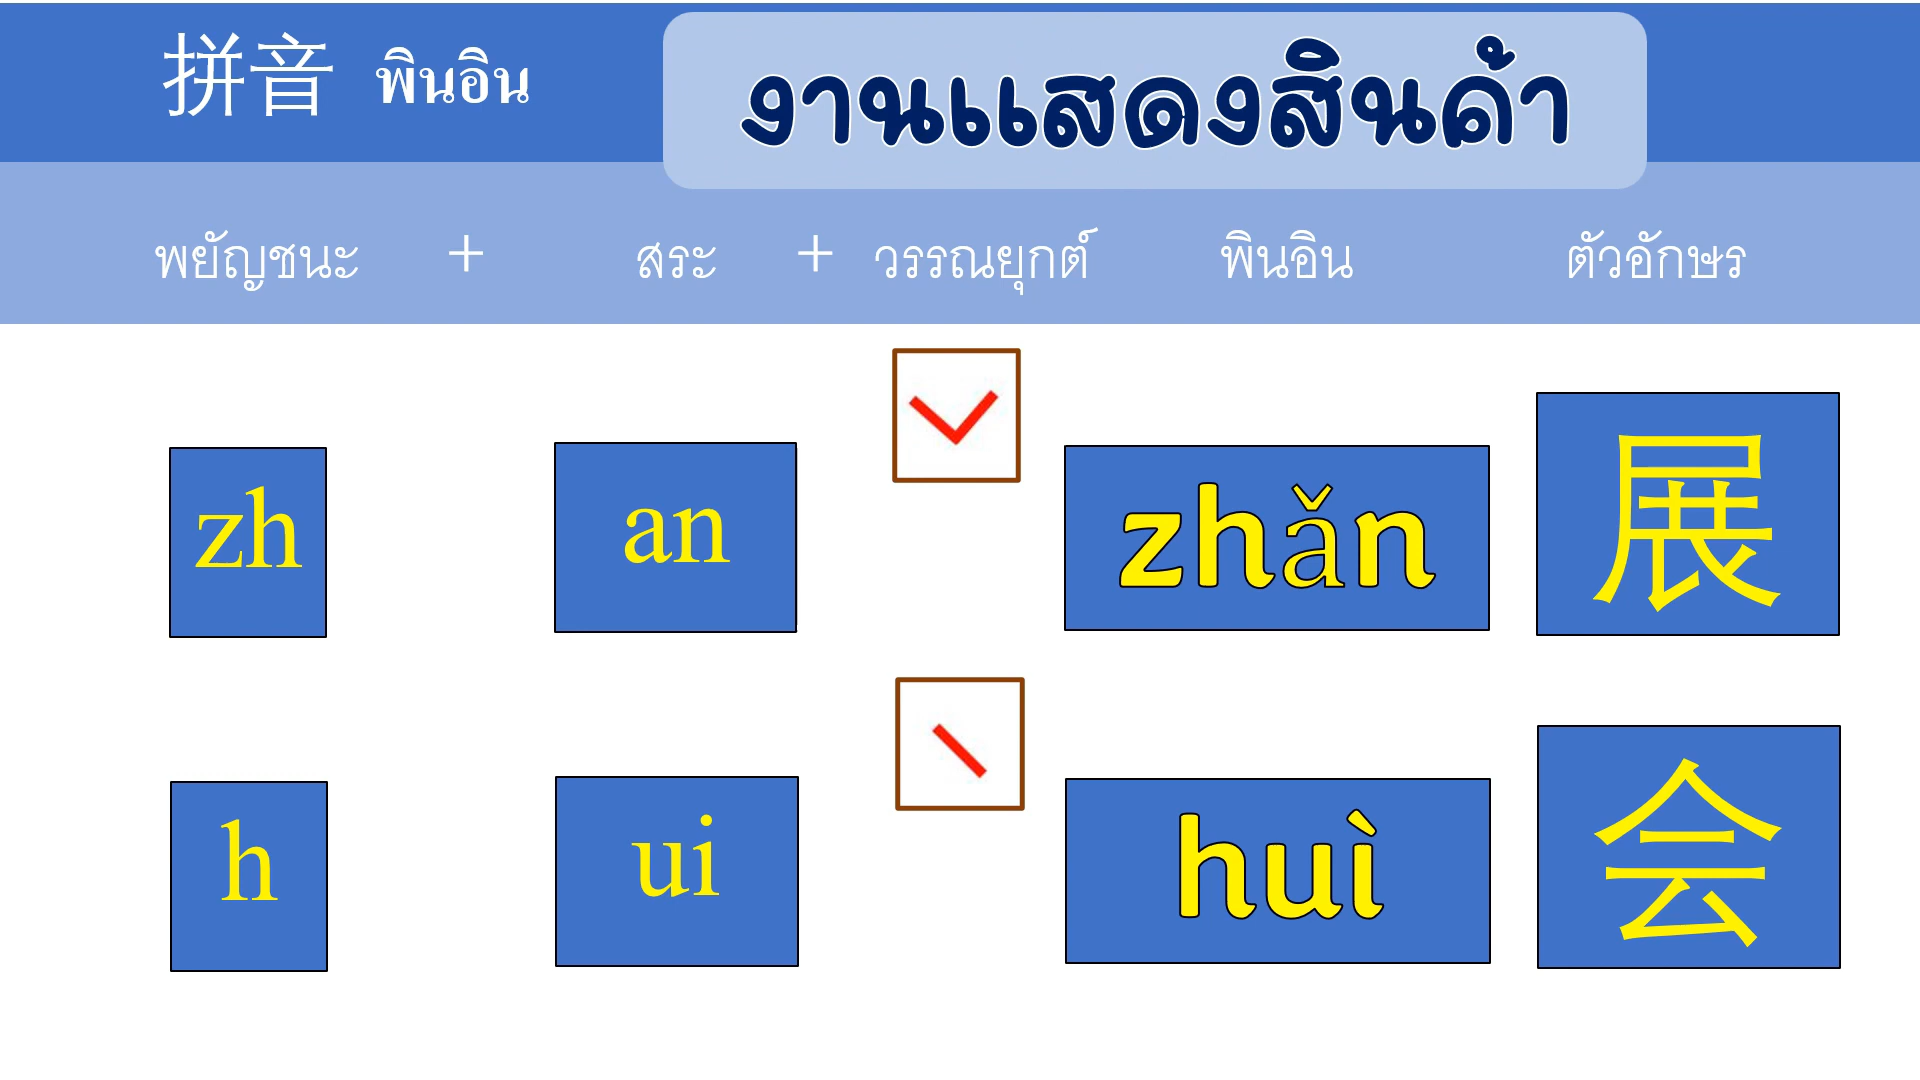 拼音 พินอิน
งานแสดงสินค้า
พยัญชนะ + สระ + วรรณยุกต์ พินอิน ตัวอักษร
zh an zhǎn 展
h ui huì 会